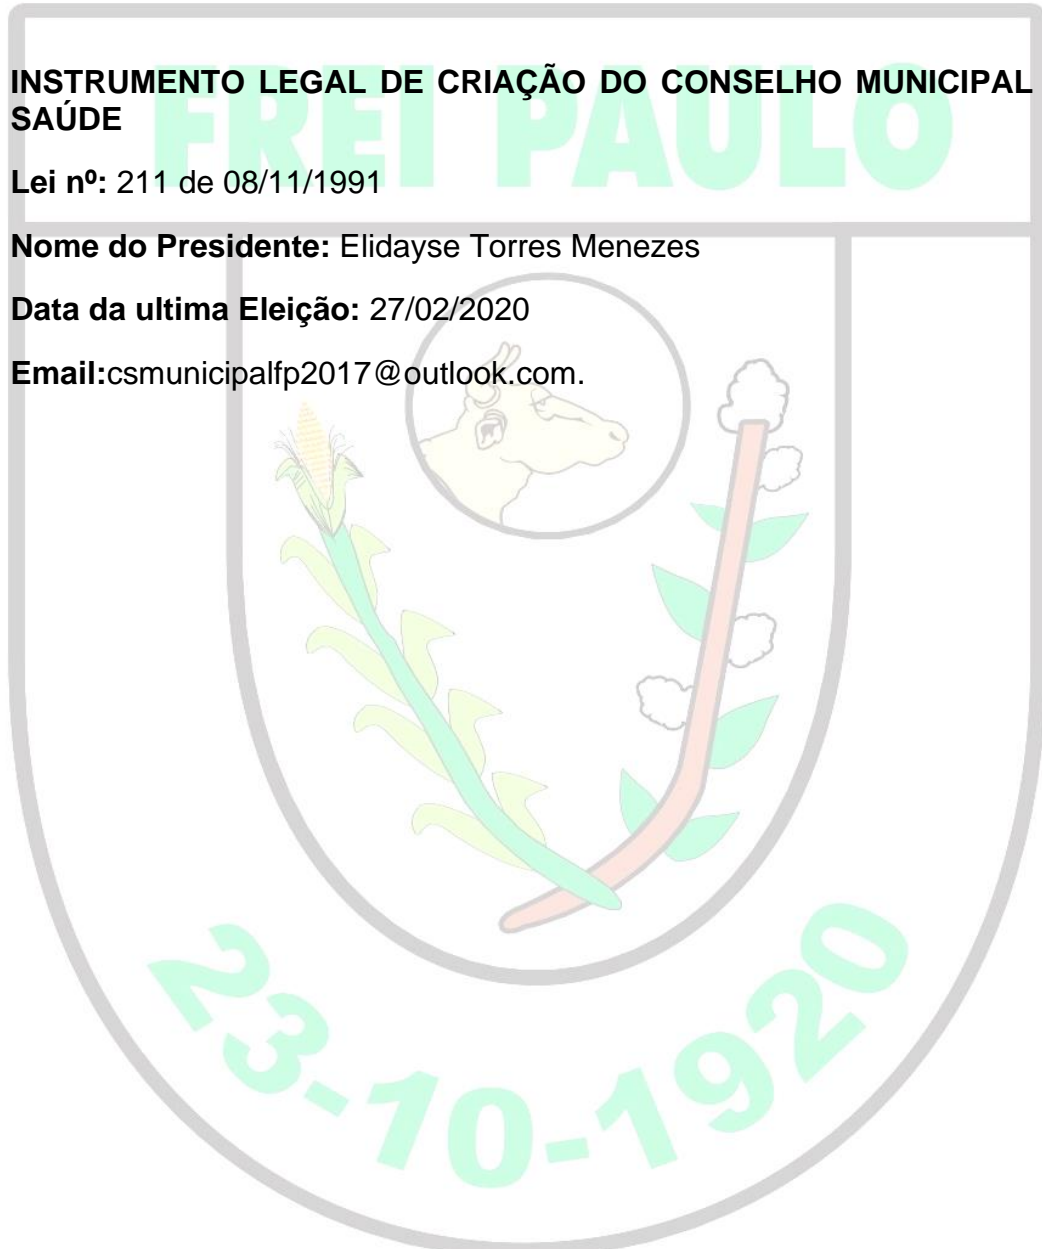 FREI PAULO
INSTRUMENTO LEGAL DE CRIAÇÃO DO CONSELHO MUNICIPAL
SAÚDE
Lei nº: 211 de 08/11/1991
Nome do Presidente: Elidayse Torres Menezes
Data da ultima Eleição: 27/02/2020
Email:csmunicipalfp2017@outlook.com.
23-10-1920